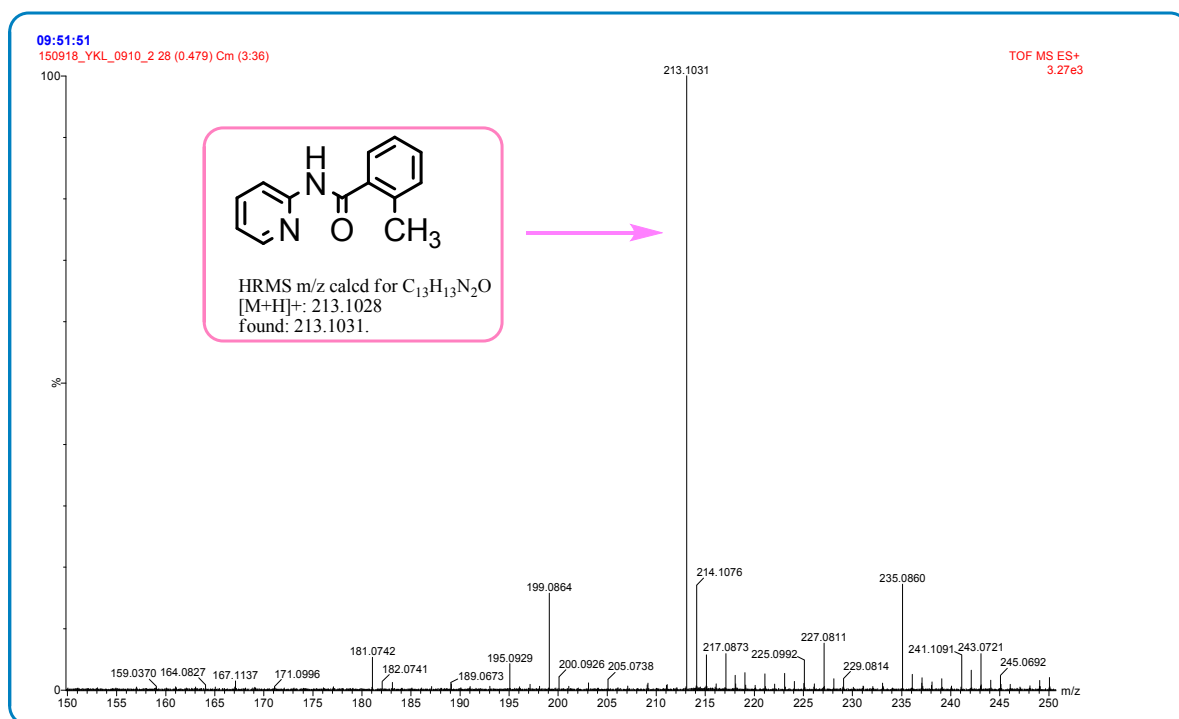 09:51:51
150918_YKL_0910_2 28 (0.479) Cm (3:36)
TOF MS ES+
3.27e3
100
213.1031
H
N
N
O
CH₃
HRMS m/z calcd for C₁₃H₁₃N₂O
[M+H]+: 213.1028
found: 213.1031.
%
199.0864
214.1076
235.0860
181.0742
195.0929
217.0873
225.0992
227.0811
241.1091
243.0721
159.0370
164.0827
167.1137
171.0996
182.0741
189.0673
200.0926
205.0738
229.0814
245.0692
0
150 155 160 165 170 175 180 185 190 195 200 205 210 215 220 225 230 235 240 245 250 m/z